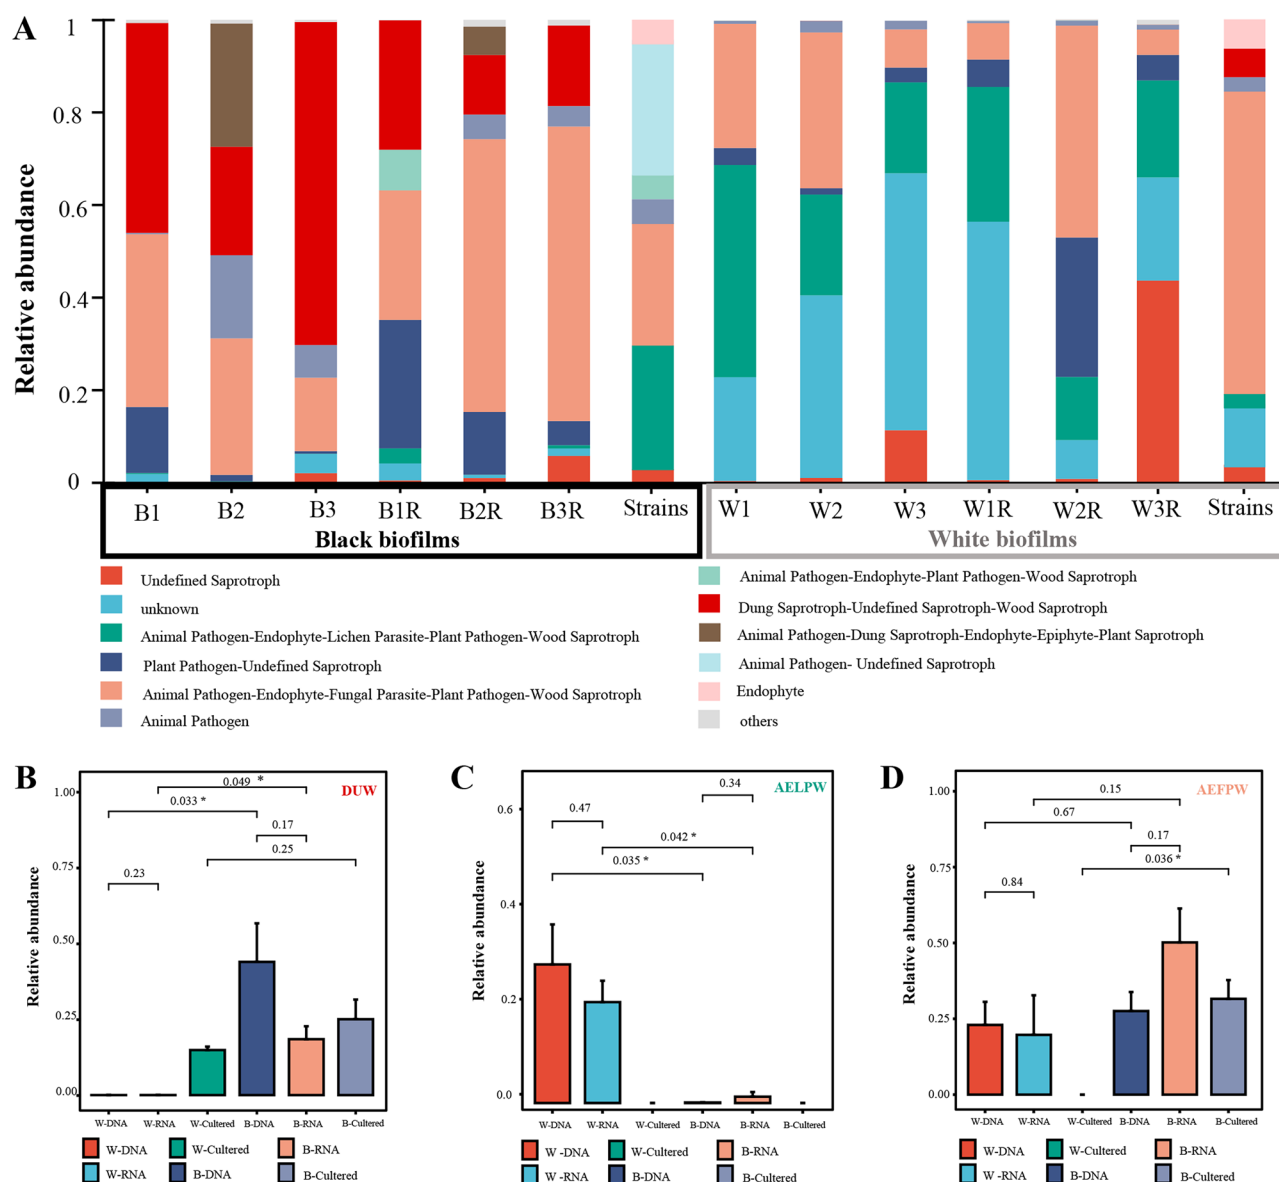 A
Relative abundance
1
0.8
0.6
0.4
0.2
0
B1 B2 B3 B1R B2R B3R Strains W1 W2 W3 W1R W2R W3R Strains
Black biofilms White biofilms
Undefined Saprotroph
unknown
Animal Pathogen-Endophyte-Lichen Parasite-Plant Pathogen-Wood Saprotroph
Plant Pathogen-Undefined Saprotroph
Animal Pathogen-Endophyte-Fungal Parasite-Plant Pathogen-Wood Saprotroph
Animal Pathogen
Animal Pathogen-Endophyte-Plant Pathogen-Wood Saprotroph
Dung Saprotroph-Undefined Saprotroph-Wood Saprotroph
Animal Pathogen-Dung Saprotroph-Endophyte-Epiphyte-Plant Saprotroph
Animal Pathogen- Undefined Saprotroph
Endophyte
others
B
Relative abundance
1.00
0.75
0.50
0.25
0.00
DUW
0.049 *
0.033 *
0.17
0.25
0.23
W-DNA W-RNA W-Cultered B-DNA B-RNA B-Cultered
W-DNA W-Cultered B-RNA
W-RNA B-DNA B-Cultered
C
Relative abundance
0.6
0.4
0.2
0.0
AELPW
0.34
0.47
0.042 *
0.035 *
W-DNA W-RNA W-Cultered B-DNA B-RNA B-Cultered
W -DNA W-Cultered B-RNA
W -RNA B-DNA B-Cultered
D
Relative abundance
1.00
0.75
0.50
0.25
0.00
AEFPW
0.15
0.67
0.17
0.036 *
0.84
W-DNA W-RNA W-Cultered B-DNA B-RNA B-Cultered
W-DNA W-Cultered B-RNA
W -RNA B-DNA B-Cultered